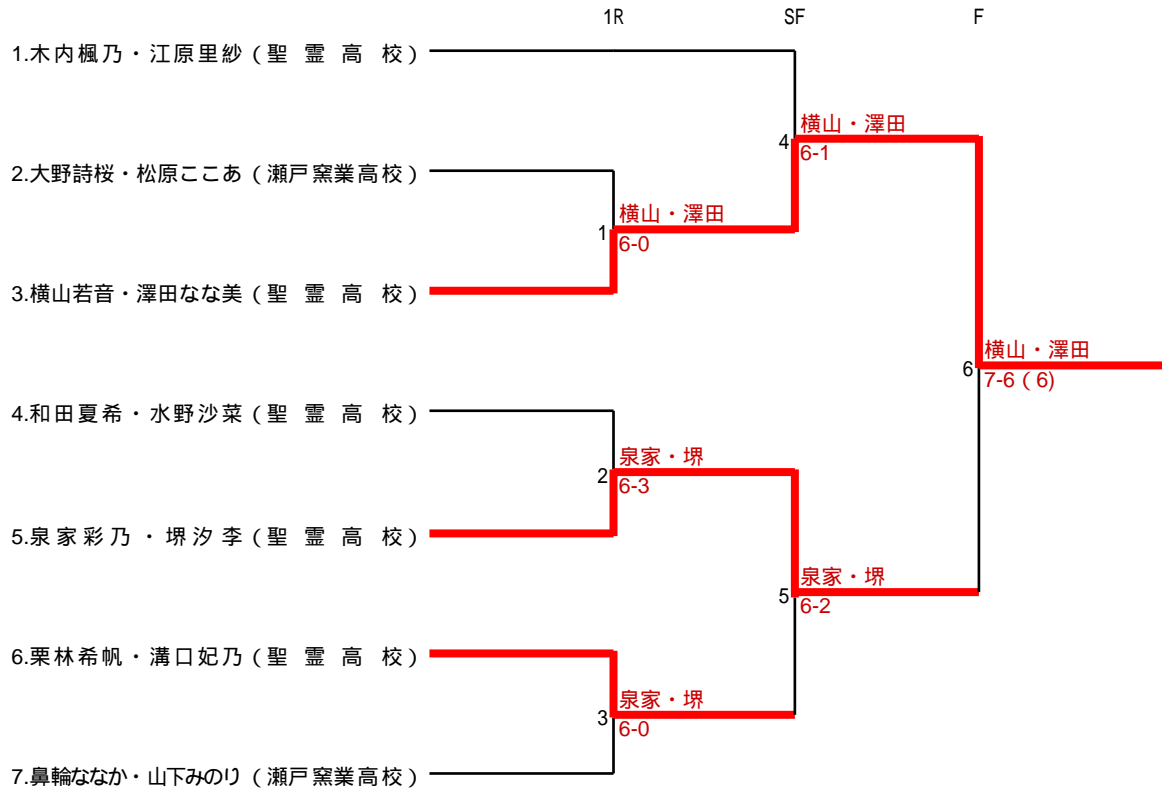 1R SF F
1.木内楓乃・江原里紗 (聖 霊 高 校)
横山・澤田
4
6-1
2.大野詩桜・松原ここあ (瀬戸窯業高校)
横山・澤田
1
6-0
3.横山若音・澤田なな美 (聖 霊 高 校)
横山・澤田
6
7-6 ( 6)
4.和田夏希・水野沙菜 (聖 霊 高 校)
泉家・堺
2
6-3
5.泉家彩乃・堺汐李 (聖 霊 高 校)
泉家・堺
5
6-2
6.栗林希帆・溝口妃乃 (聖 霊 高 校)
泉家・堺
3
6-0
7.鼻輪ななか・山下みのり (瀬戸窯業高校)